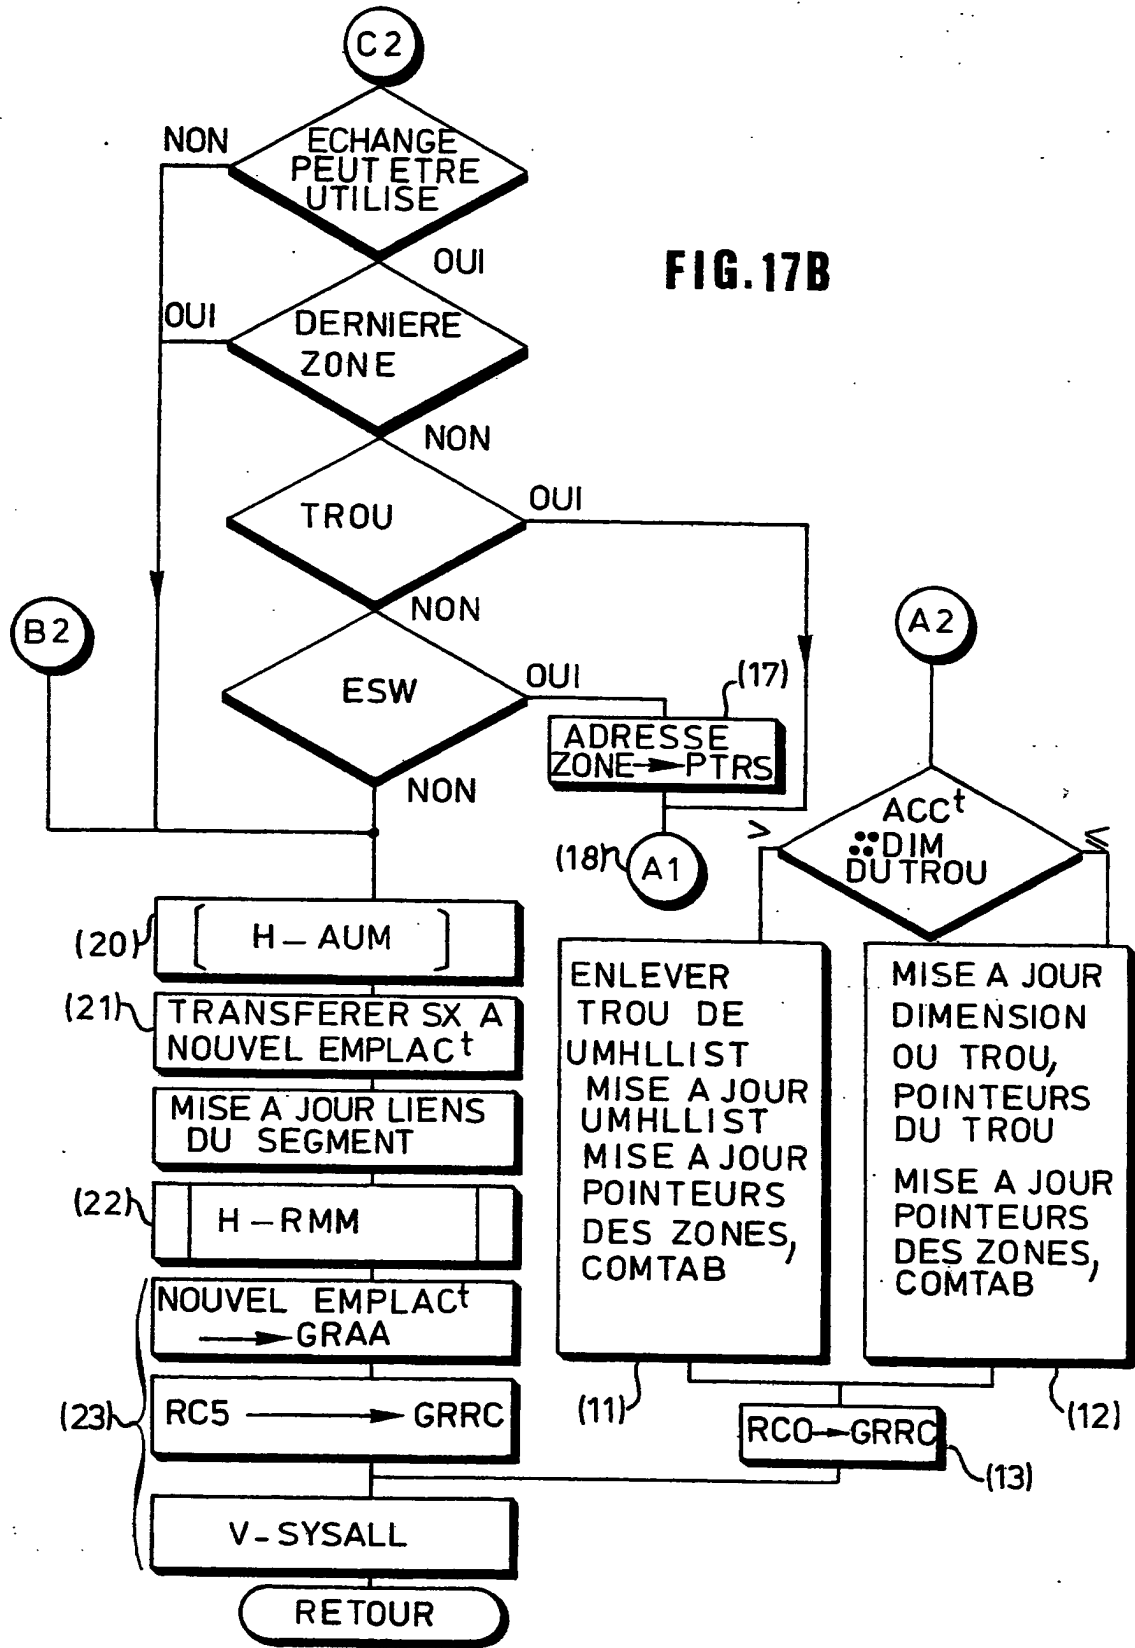 C2
NON
ECHANGE
PEUT ETRE
UTILISE
OUI
FIG.17B
OUI
DERNIERE
ZONE
NON
TROU
OUI
NON
B2
A2
ESW
OUI
(17)
ADRESSE
ZONE → PTRS
NON
(18)
A1
>
ACCt
:: DIM
DU TROU
≤
(20)
[ H-AUM ]
(21)
TRANSFERER SX A
NOUVEL EMPLACt
MISE A JOUR LIENS
DU SEGMENT
(22)
H-RMM
(23)
NOUVEL EMPLACt
→ GRAA
RC5 → GRRC
V-SYSALL
RETOUR
ENLEVER
TROU DE
UMHLLIST
MISE A JOUR
UMHLLIST
MISE A JOUR
POINTEURS
DES ZONES,
COMTAB
(11)
MISE A JOUR
DIMENSION
OU TROU,
POINTEURS
DU TROU
MISE A JOUR
POINTEURS
DES ZONES,
COMTAB
(12)
RCO → GRRC
(13)